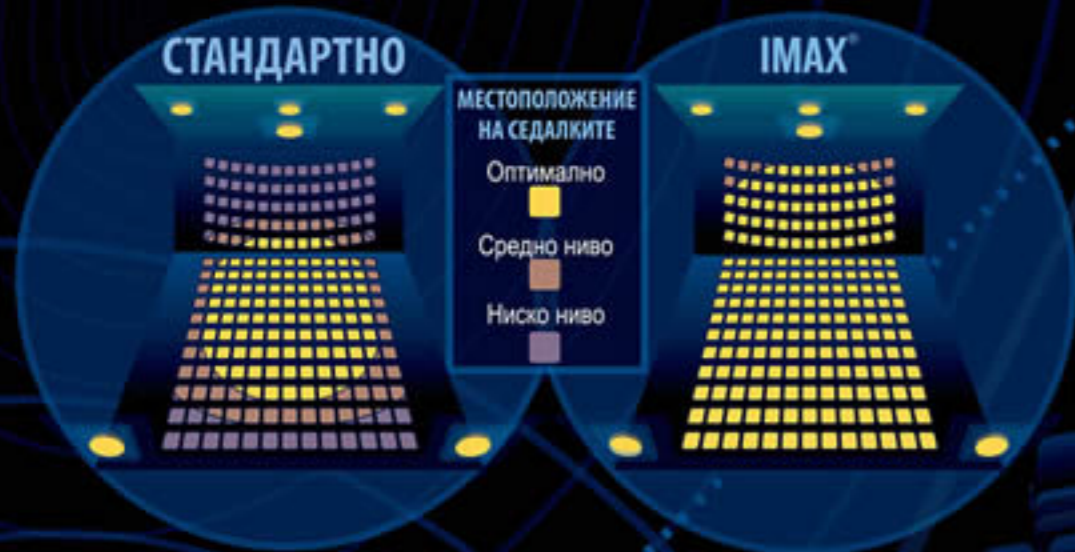 СТАНДАРТНО
IMAX®
МЕСТОПОЛОЖЕНИЕ
НА СЕДАЛКИТЕ
Оптимално
Средно ниво
Ниско ниво